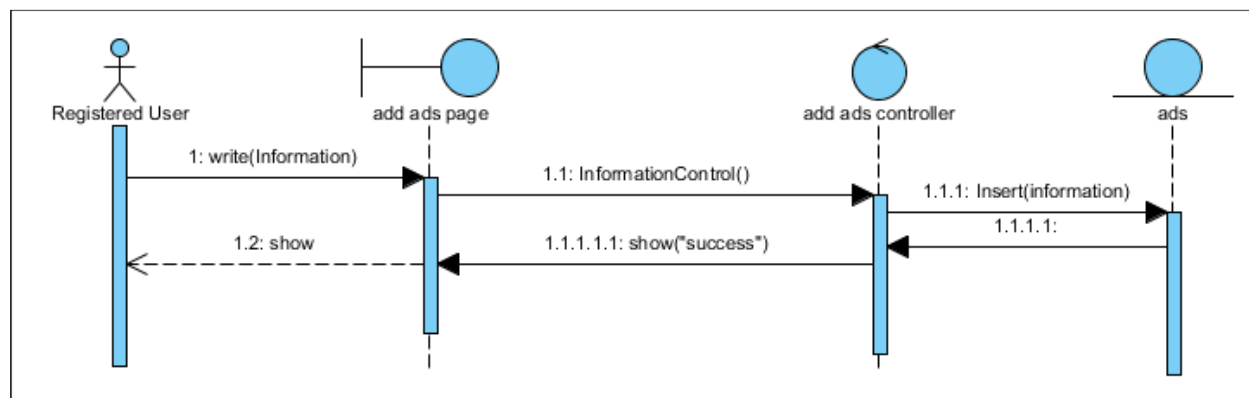 Registered User
add ads page
add ads controller
ads
1: write(Information)
1.1: InformationControl()
1.1.1: Insert(information)
1.1.1.1:
1.2: show
1.1.1.1.1: show("success")